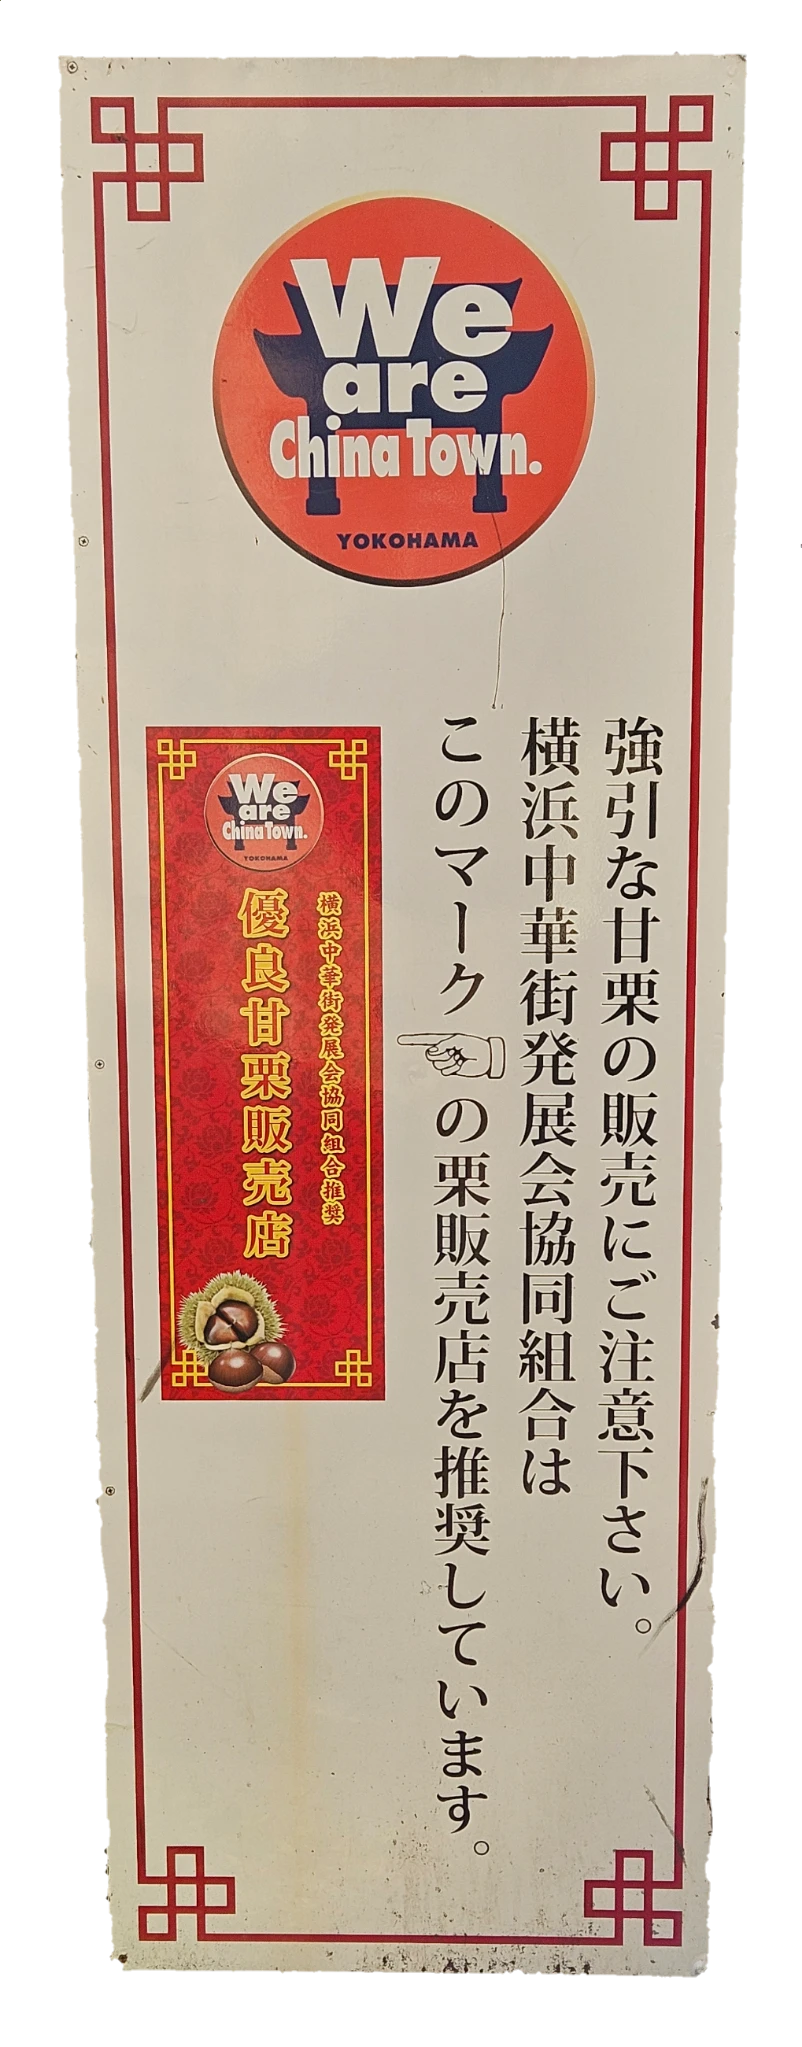 We
are
China Town.
YOKOHAMA
強引な甘栗の販売にご注意下さい。
横浜中華街発展会協同組合は
このマーク☜の栗販売店を推奨しています。
We
are
China Town.
YOKOHAMA
横浜中華街発展会協同組合推奨
優良甘栗販売店